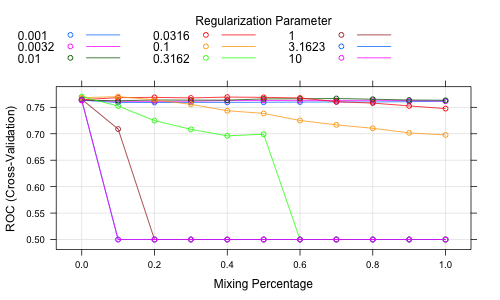 Regularization Parameter
0.001 0.0316 1
0.0032 0.1 3.1623
0.01 0.3162 10
ROC (Cross-Validation)
0.75
0.70
0.65
0.60
0.55
0.50
0.0 0.2 0.4 0.6 0.8 1.0
Mixing Percentage